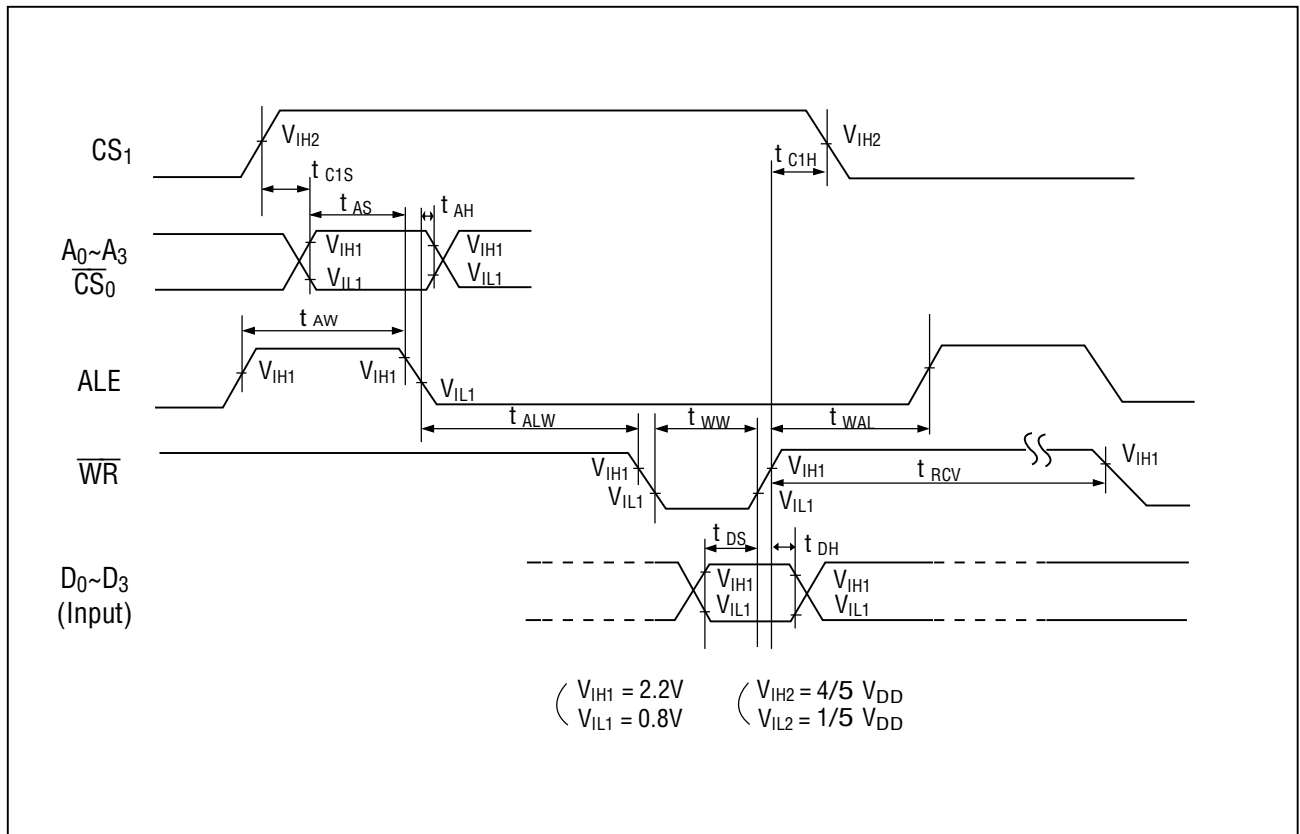 CS1
VIH2
VIH2
t C1S
t C1H
t AS
t AH
A0~A3
CS0
VIH1
VIL1
VIH1
VIL1
t AW
ALE
VIH1
VIH1
VIL1
t ALW
t WW
t WAL
WR
VIH1
VIL1
VIH1
VIL1
t RCV
VIH1
t DS
t DH
D0~D3
(Input)
VIH1
VIL1
VIH1
VIL1
( VIH1 = 2.2V
VIL1 = 0.8V
( VIH2 = 4/5 VDD
VIL2 = 1/5 VDD